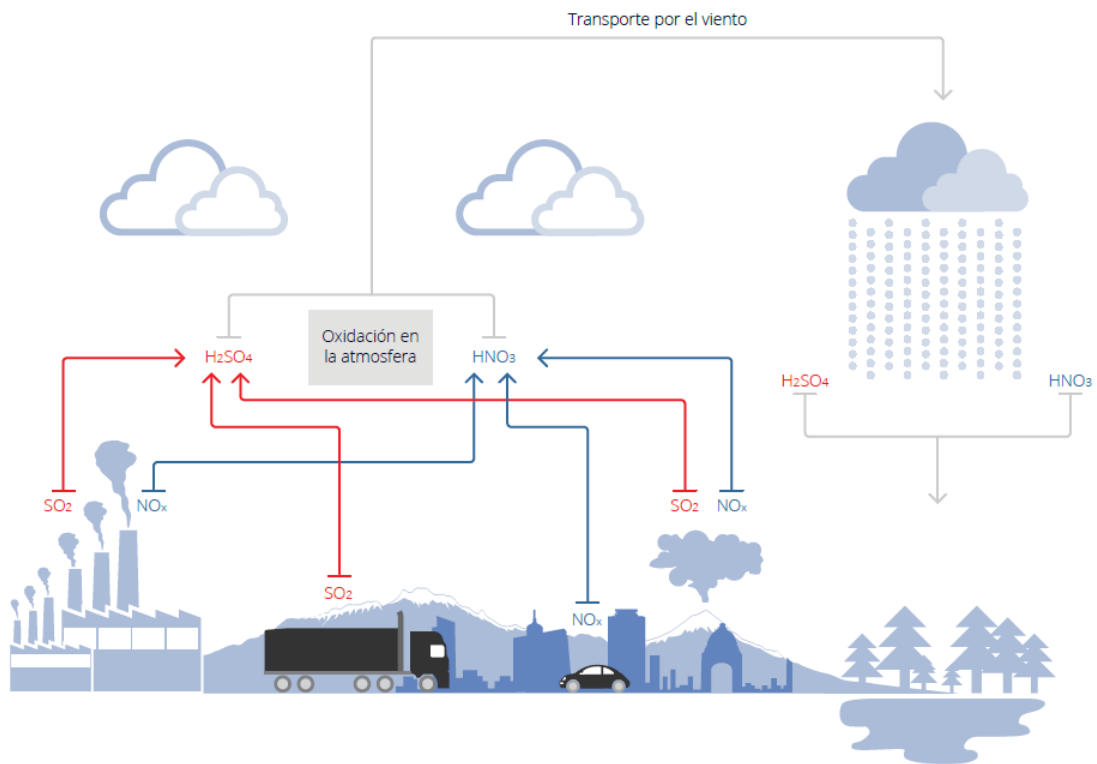 Transporte por el viento
Oxidación en
la atmosfera
H2SO4
HNO3
H2SO4
HNO3
SO2
NOx
SO2
NOx
SO2
NOx